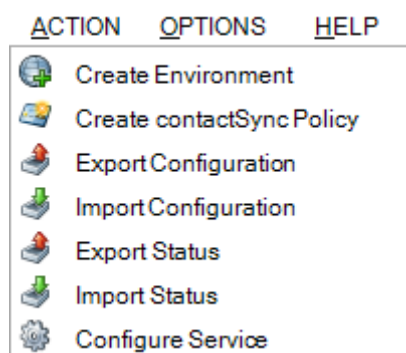 ACTION OPTIONS HELP
Create Environment
Create contactSync Policy
Export Configuration
Import Configuration
Export Status
Import Status
Configure Service